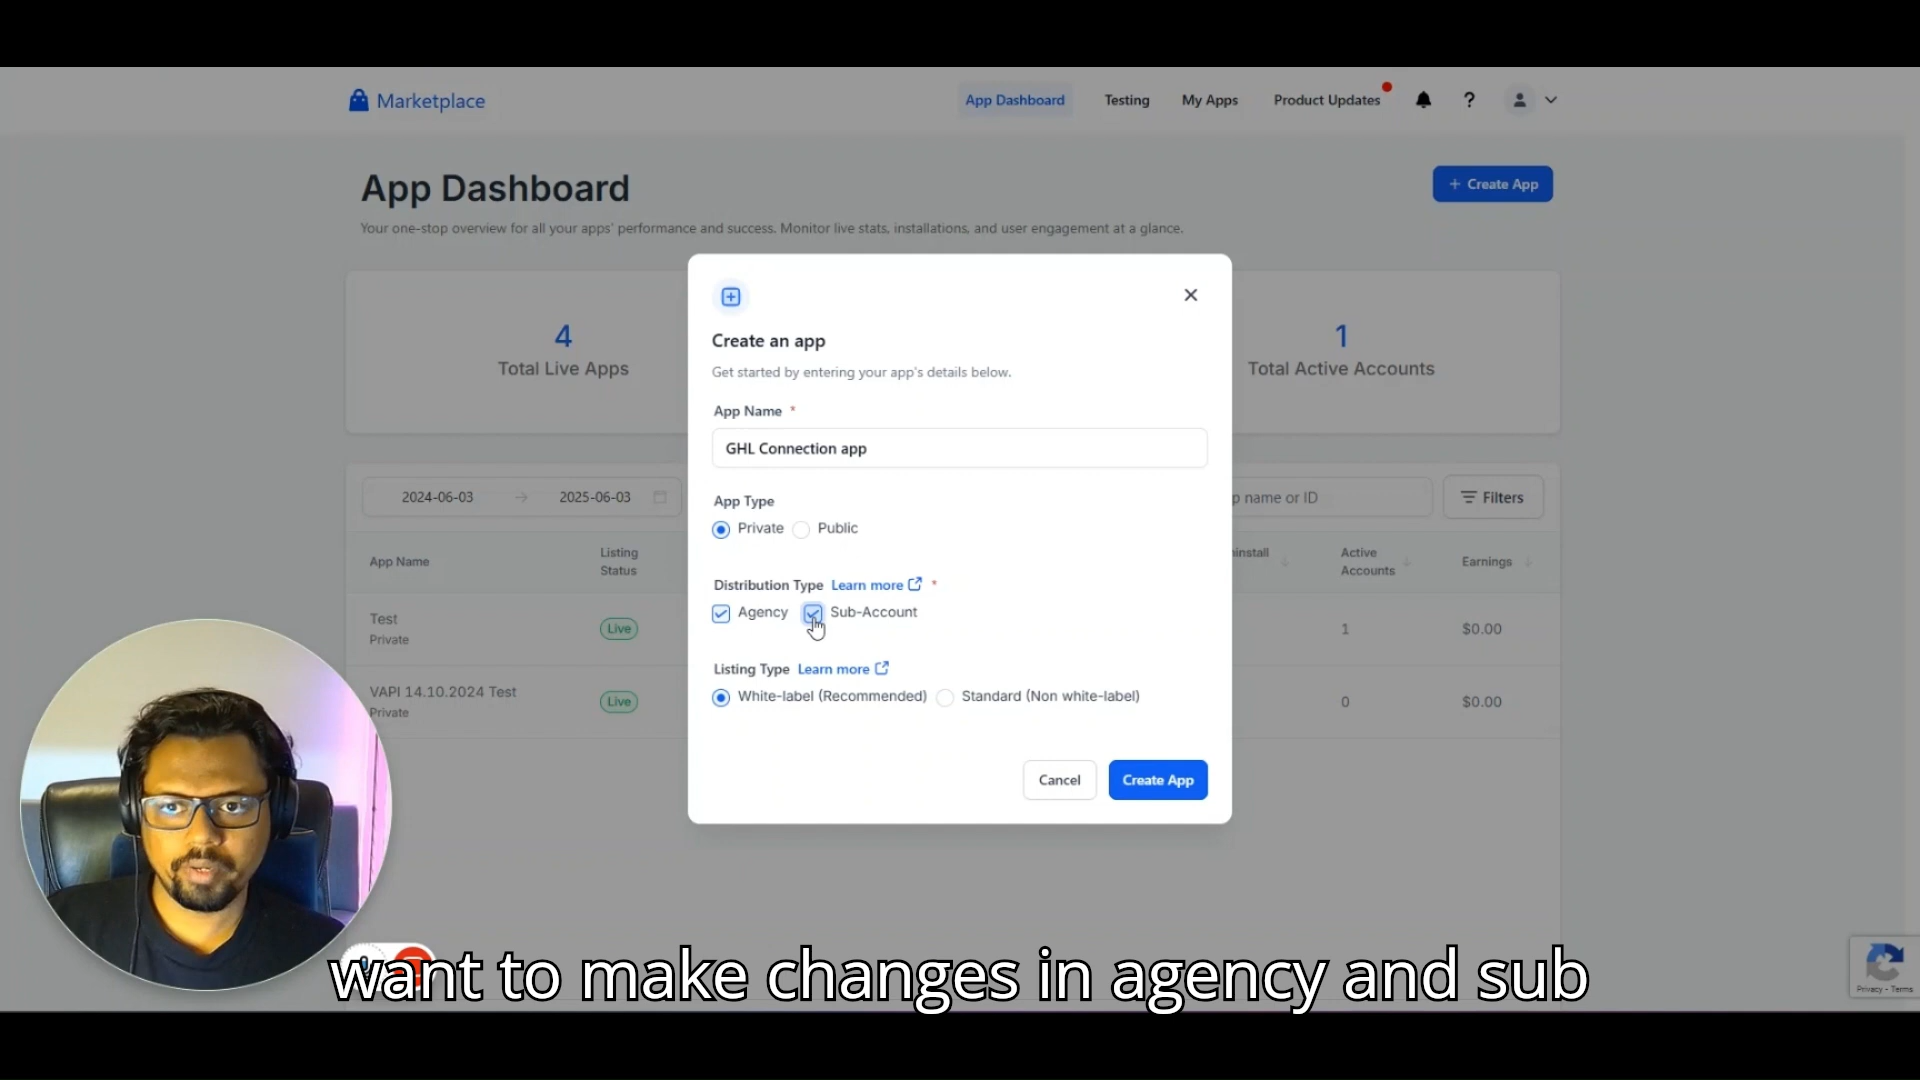 Marketplace
App Dashboard
Testing
My Apps
Product Updates
?
App Dashboard
+ Create App
Your one-stop overview for all your apps' performance and success. Monitor live stats, installations, and user engagement at a glance.
4
Total Live Apps
1
Total Active Accounts
Create an app
Get started by entering your app's details below.
App Name *
GHL Connection app
App Type
Private
Public
Distribution Type Learn more *
Agency
Sub-Account
Listing Type Learn more
White-label (Recommended)
Standard (Non white-label)
Cancel
Create App
2024-06-03 → 2025-06-03
p name or ID
Filters
App Name
Listing
Status
install
Active
Accounts
Earnings
Test
Private
Live
1
$0.00
VAPI 14.10.2024 Test
Private
Live
0
$0.00
want to make changes in agency and sub
Privacy - Terms